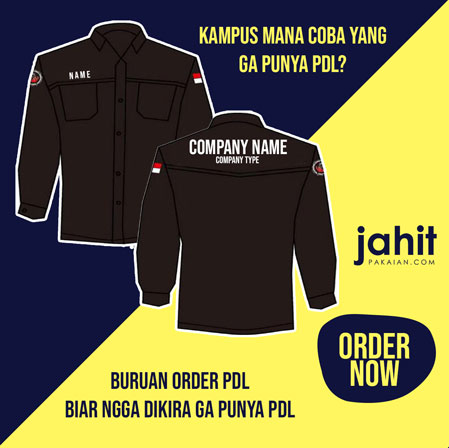 KAMPUS MANA COBA YANG
GA PUNYA PDL?
NAME
COMPANY NAME
COMPANY TYPE
jahit
PAKAIAN.COM
ORDER
NOW
BURUAN ORDER PDL
BIAR NGGA DIKIRA GA PUNYA PDL